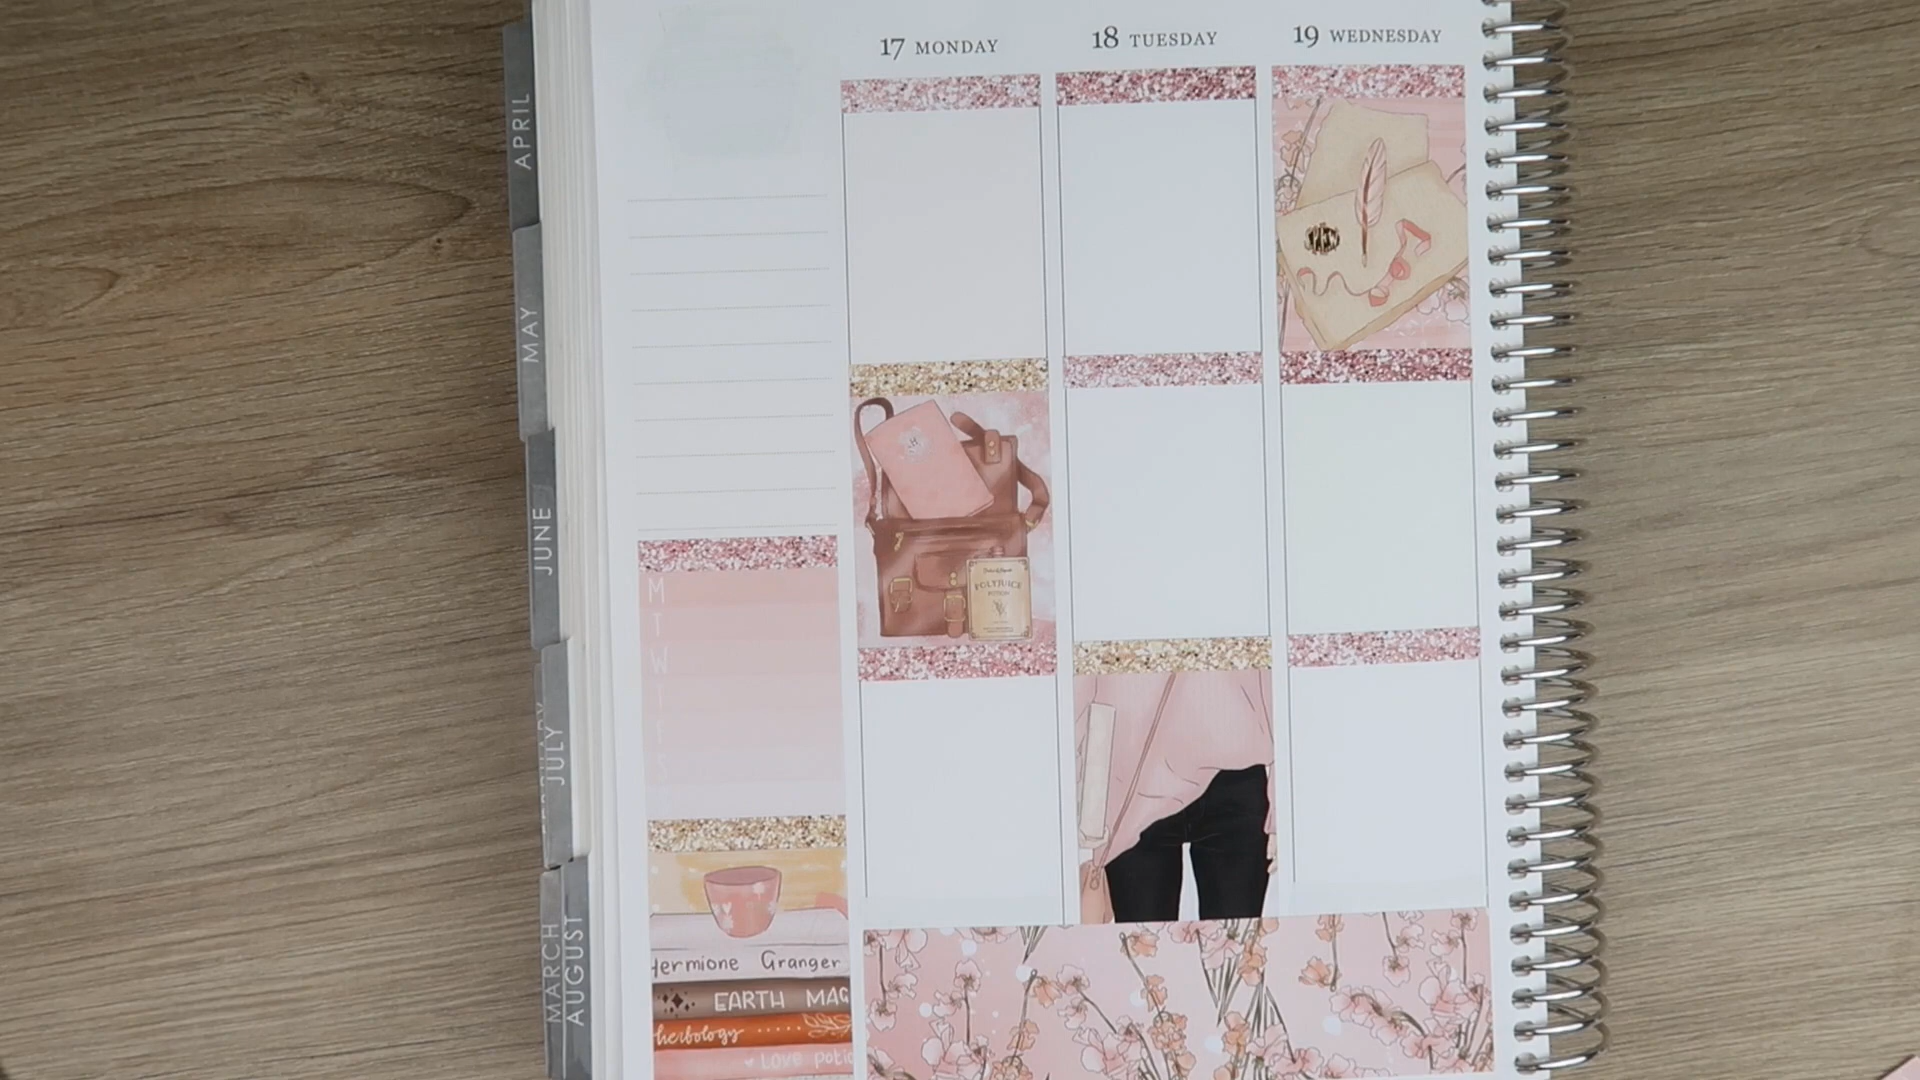 17 MONDAY
18 TUESDAY
19 WEDNESDAY
APRIL
MAY
JUNE
JULY
MARCH
AUGUST
M
T
W
T
F
S
SPEW
POLYJUICE
POTION
Hermione Granger
EARTH MAG
herbology
Love potio